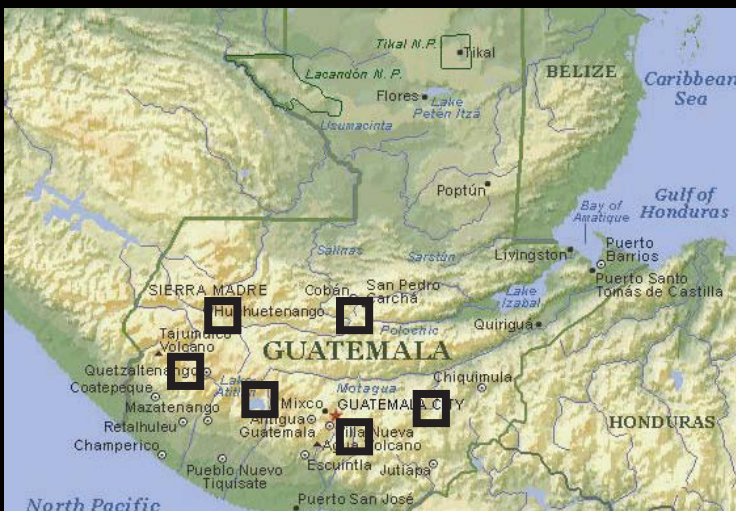 Tikal N.P.
Tikal
Lacandón N.P.
BELIZE
Caribbean
Sea
Flores
Lake
Petén Itzá
Usumacinta
Poptún
Gulf of
Honduras
Bay of
Amatique
Salinas
Sarstún
Livingston
Puerto
Barrios
Puerto Santo
Tomás de Castilla
SIERRA MADRE
Cobán
San Pedro
Carchá
Lake
Izabal
Huehuetenango
Polochic
Quiriguá
Tajumulco
Volcano
GUATEMALA
Quetzaltenango
Coatepeque
Lake
Atitlán
Motagua
Chiquimula
Mazatenango
Mixco
GUATEMALA CITY
Retalhuleu
Antigua
Guatemala
Villa Nueva
HONDURAS
Champerico
Agua Volcano
Pueblo Nuevo
Tiquisate
Escuintla
Jutiapa
Puerto San José
North Pacific